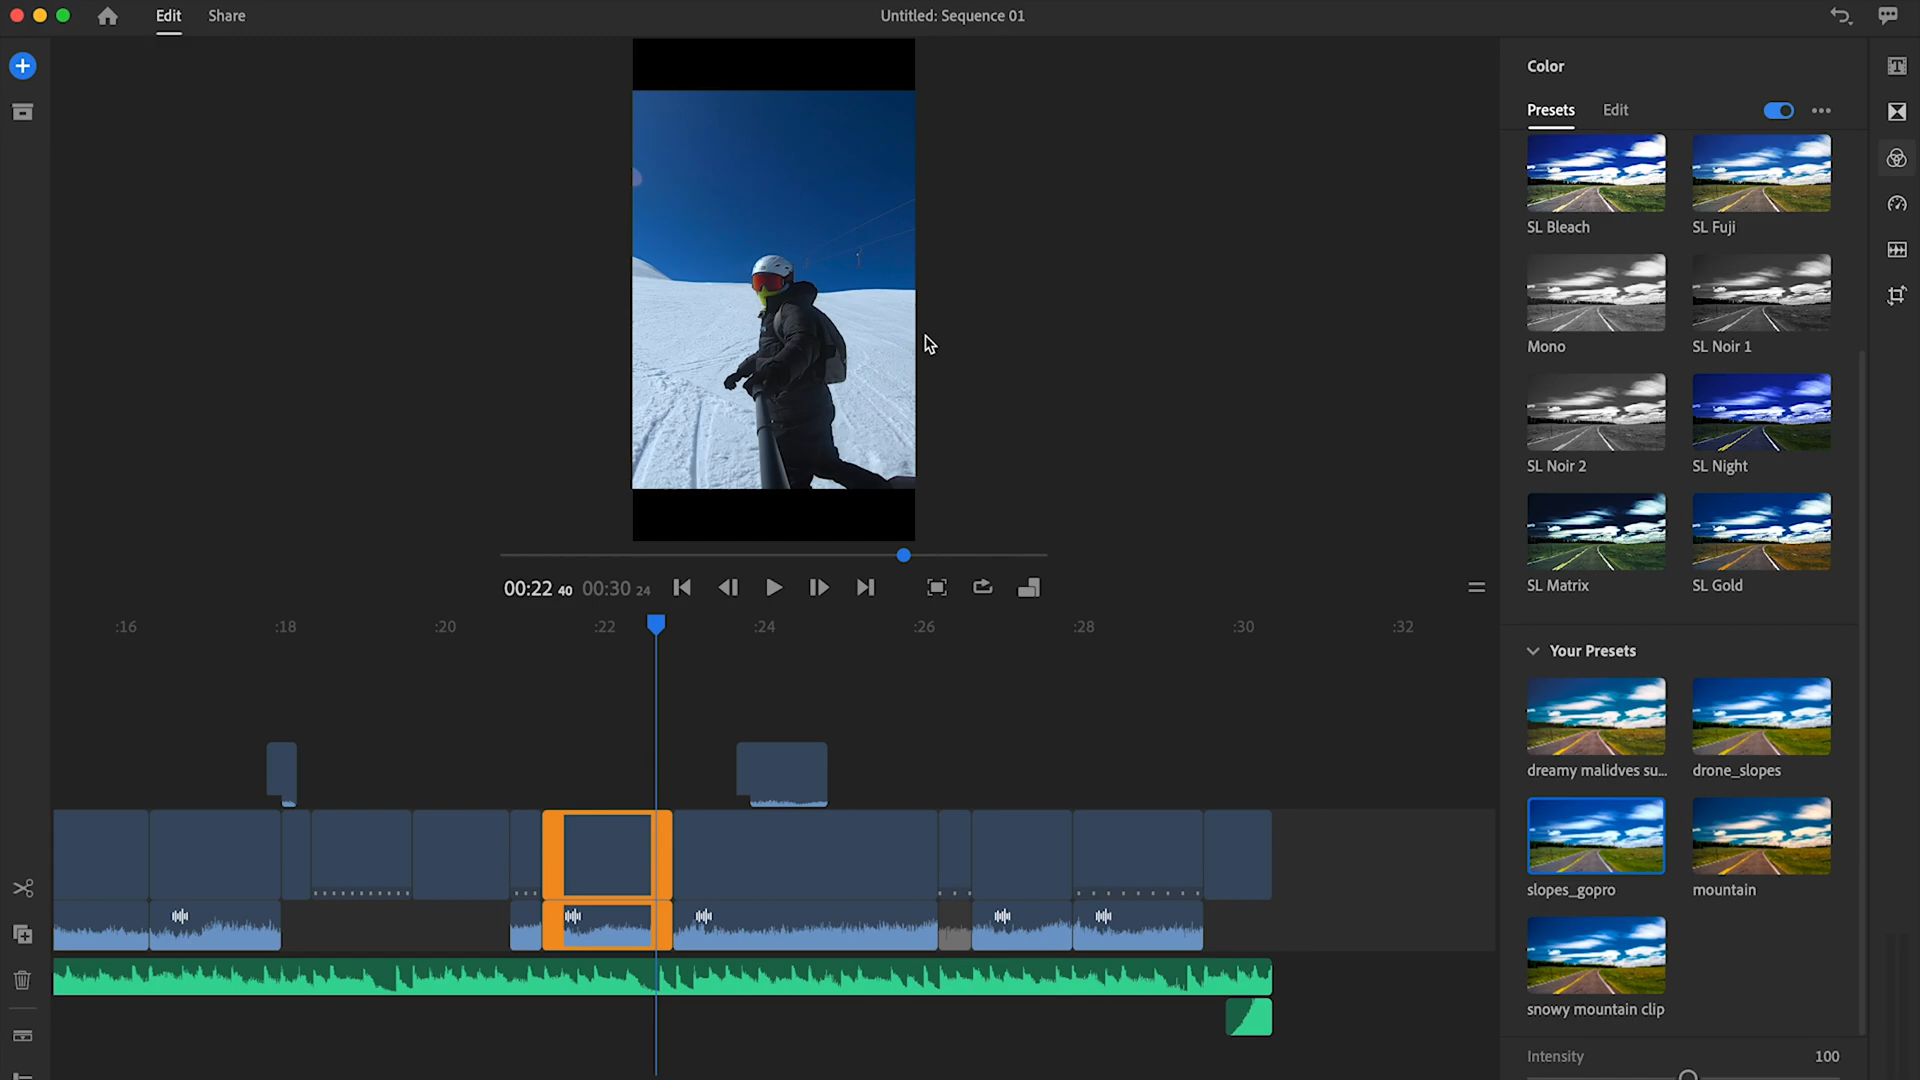 Edit
Share
Untitled: Sequence 01
Color
Presets
Edit
SL Bleach
SL Fuji
Mono
SL Noir 1
SL Noir 2
SL Night
SL Matrix
SL Gold
00:22 40
00:30 24
:16
:18
:20
:22
:24
:26
:28
:30
:32
Your Presets
dreamy malidves su...
drone_slopes
slopes_gopro
mountain
snowy mountain clip
Intensity
100